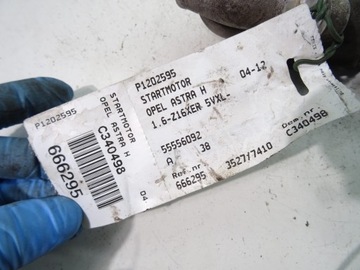 P1202595
STARTMOTOR
OPEL ASTRA H
C340498
666295
P1202595
STARTMOTOR
OPEL ASTRA H
1.6-Z16XER 5VXL-
04-12
55556092
A 38
Ref.nr.
666295
3527/7410
Dem.nr
C340498
04